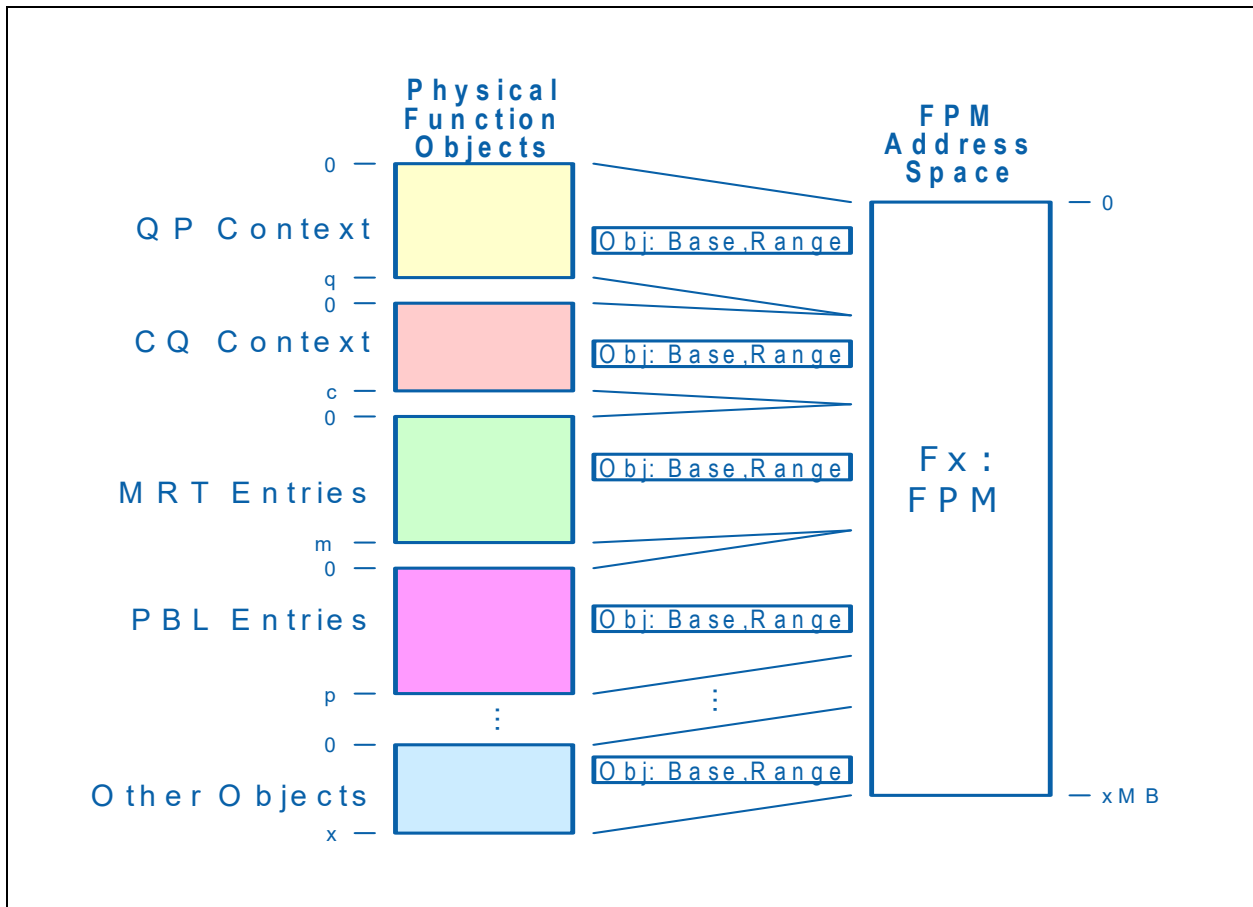 Physical
Function
Objects
FPM
Address
Space
0
0
QP Context
Obj: Base,Range
q
0
CQ Context
Obj: Base,Range
c
0
MRT Entries
Obj: Base,Range
Fx:
FPM
m
0
PBL Entries
Obj: Base,Range
p
0
Other Objects
Obj: Base,Range
xMB
x